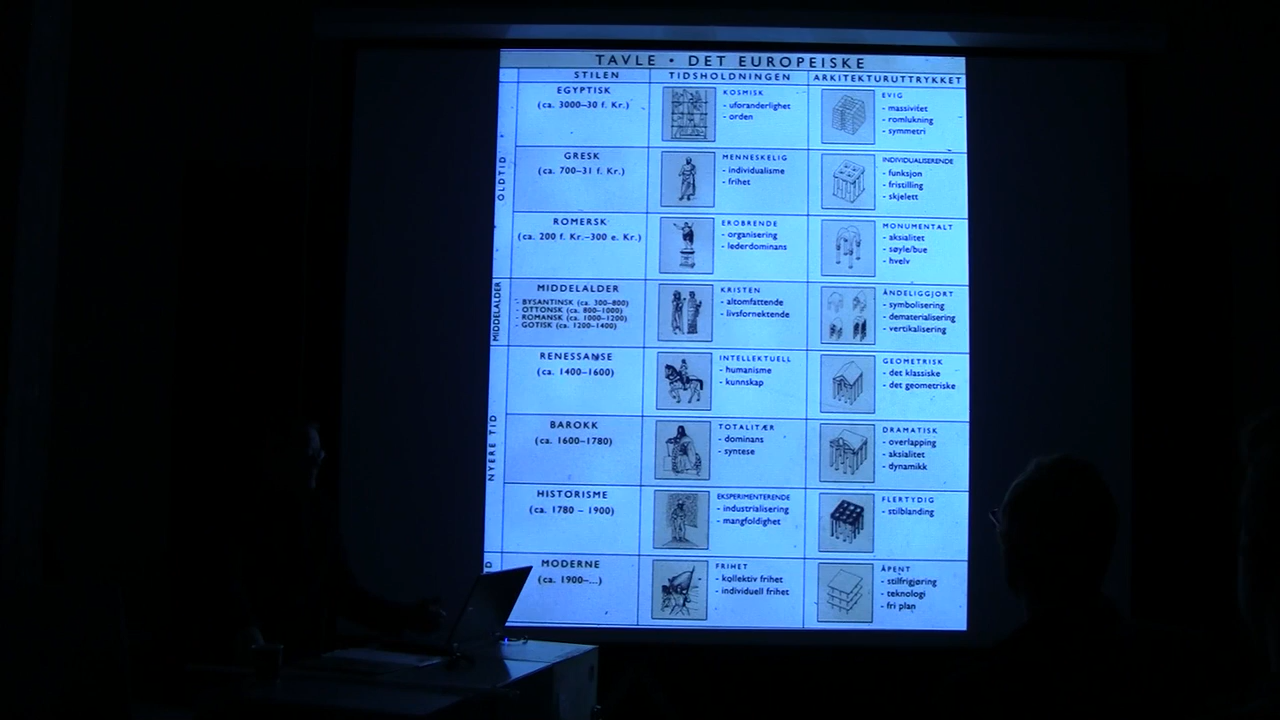 TAVLE • DET EUROPEISKE
STILEN
TIDSHOLDNINGEN
ARKITEKTURUTTRYKKET
OLDTID
EGYPTISK
(ca. 3000–30 f. Kr.)
KOSMISK
- uforanderlighet
- orden
EVIG
- massivitet
- romlukning
- symmetri
GRESK
(ca. 700–31 f. Kr.)
MENNESKELIG
- individualisme
- frihet
INDIVIDUALISERENDE
- funksjon
- fristilling
- skjelett
ROMERSK
(ca. 200 f. Kr.–300 e. Kr.)
EROBRENDE
- organisering
- lederdominans
MONUMENTALT
- aksialitet
- søyle/bue
- hvelv
MIDDELALDER
MIDDELALDER
- BYSANTINSK (ca. 300–800)
- OTTONSK (ca. 800–1000)
- ROMANSK (ca. 1000–1200)
- GOTISK (ca. 1200–1400)
KRISTEN
- altomfattende
- livsfornektende
ÅNDELIGGJORT
- symbolisering
- dematerialisering
- vertikalisering
NYERE TID
RENESSANSE
(ca. 1400–1600)
INTELLEKTUELL
- humanisme
- kunnskap
GEOMETRISK
- det klassiske
- det geometriske
BAROKK
(ca. 1600–1780)
TOTALITÆR
- dominans
- syntese
DRAMATISK
- overlapping
- aksialitet
- dynamikk
HISTORISME
(ca. 1780 – 1900)
EKSPERIMENTERENDE
- industrialisering
- mangfoldighet
FLERTYDIG
- stilblanding
MODERNE
(ca. 1900–...)
FRIHET
- kollektiv frihet
- individuell frihet
ÅPENT
- stilfrigjøring
- teknologi
- fri plan